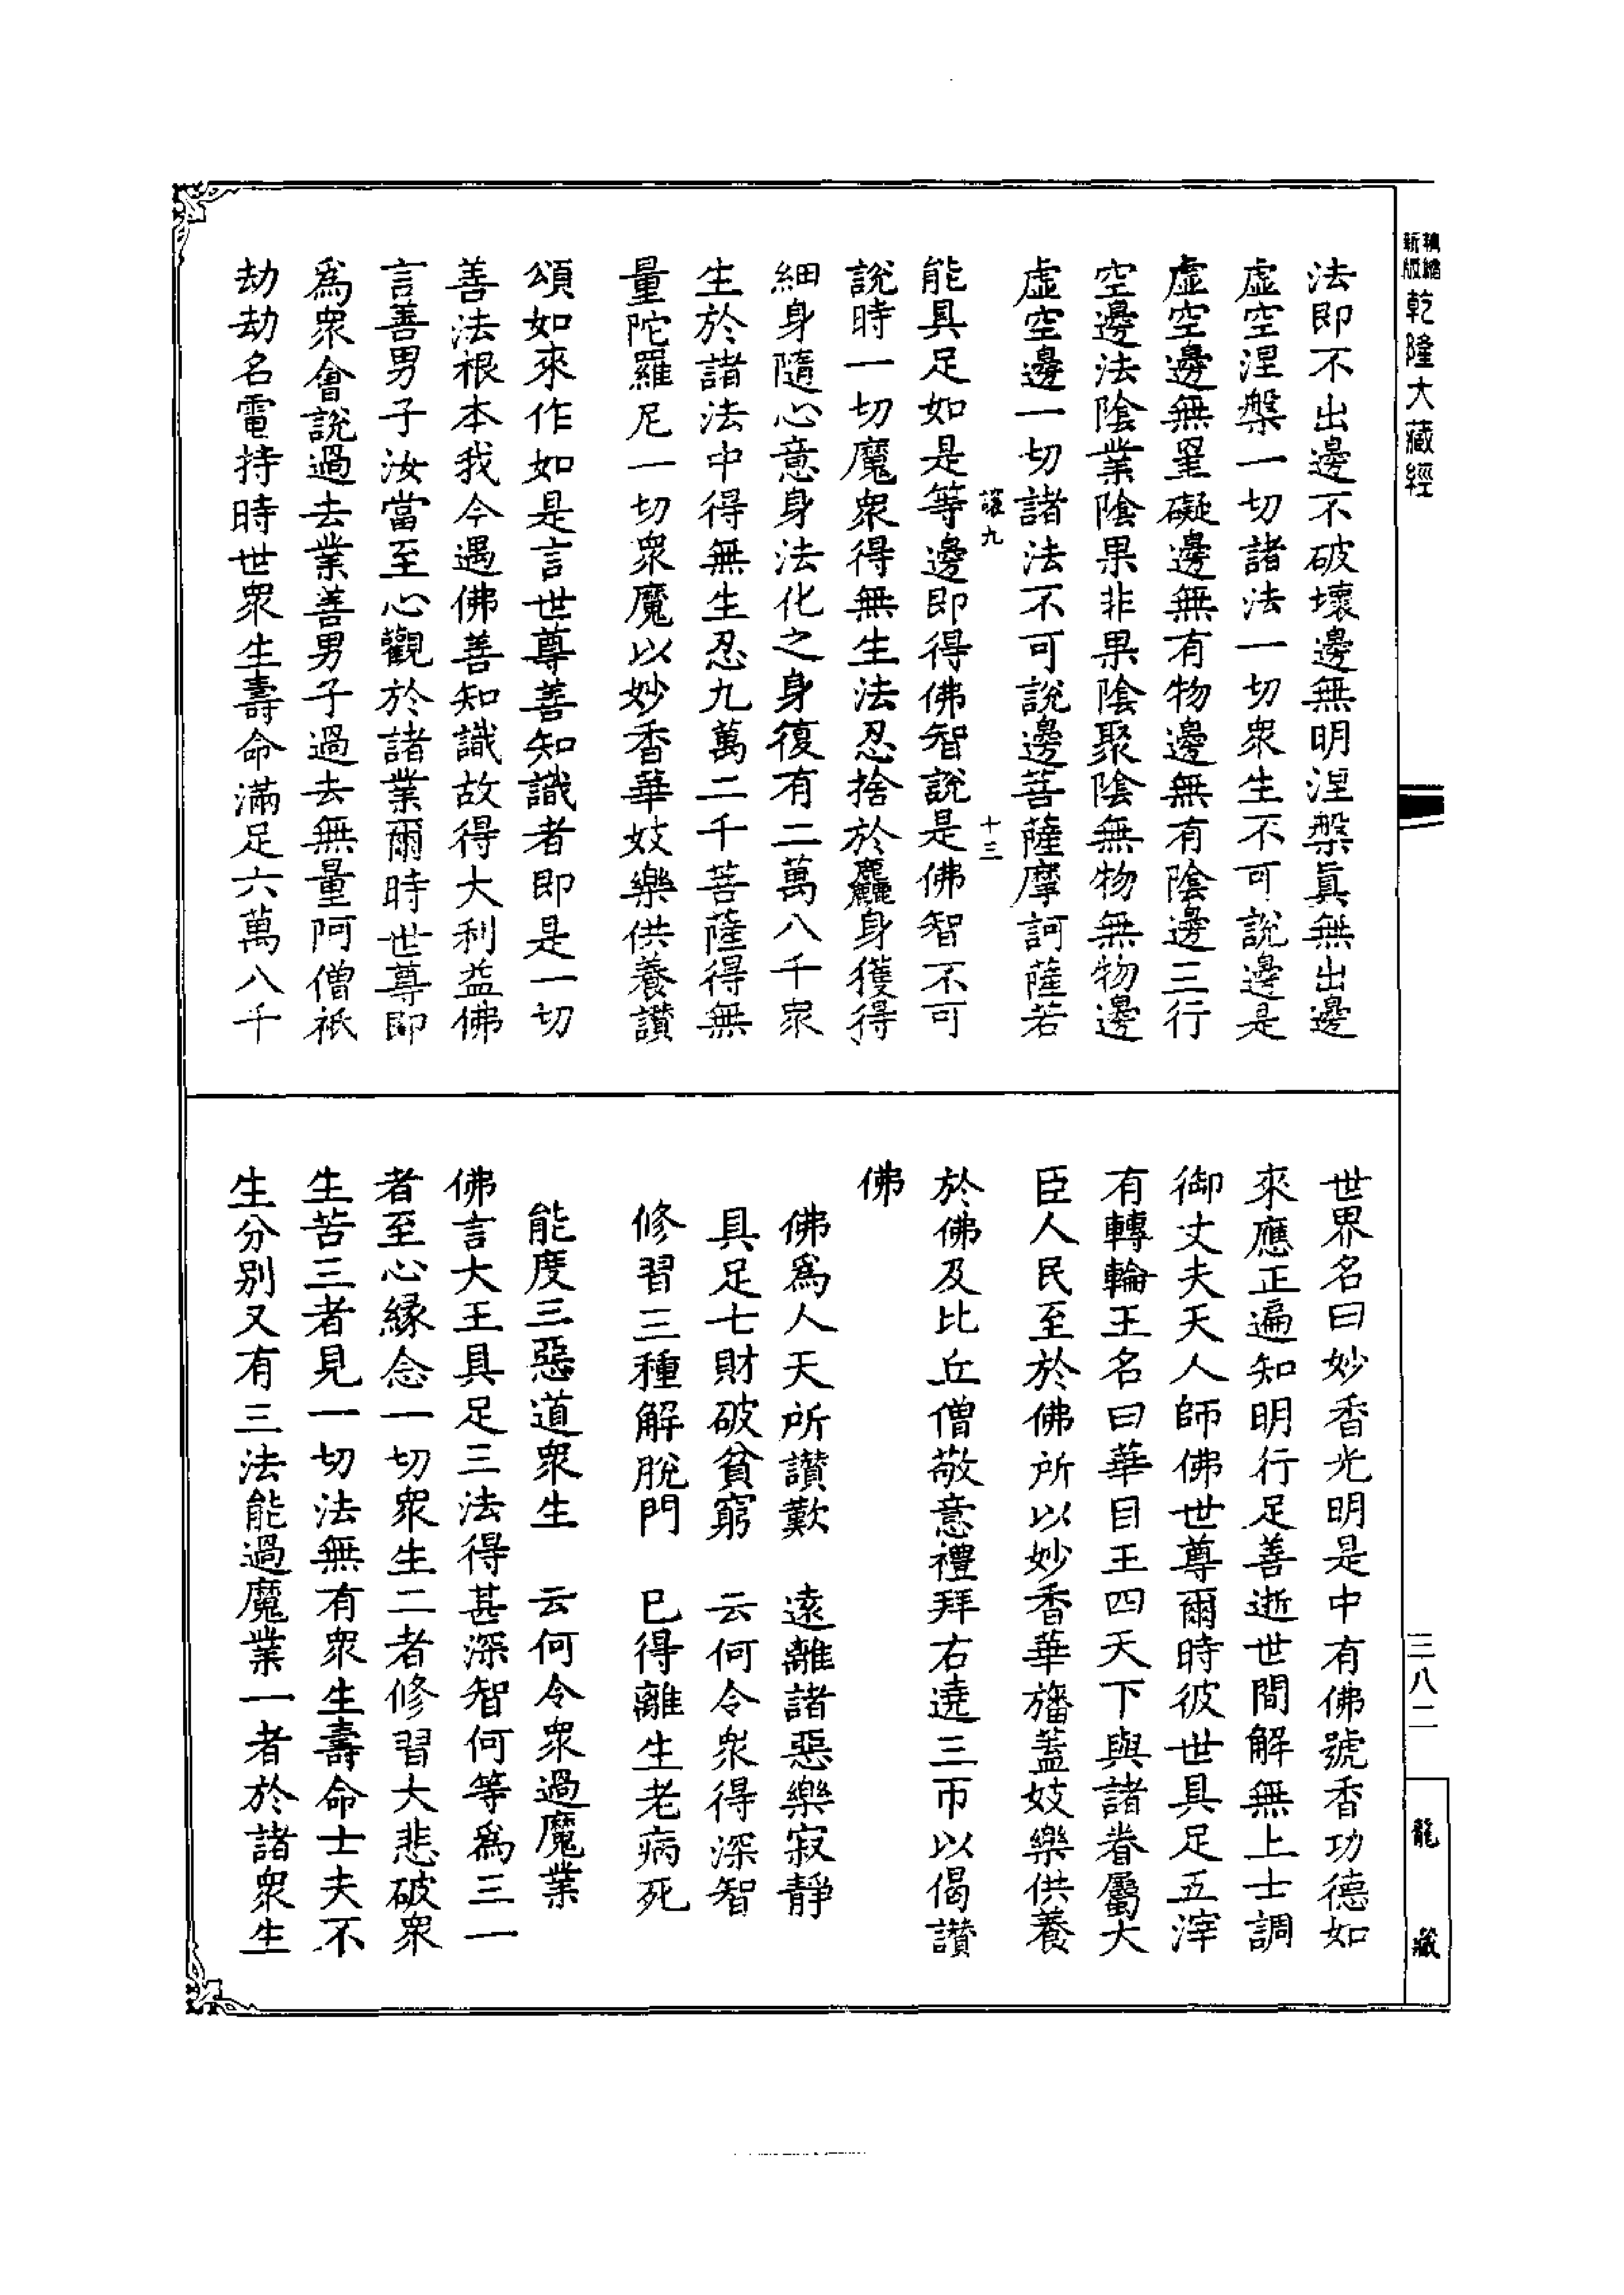 新版精縮乾隆大藏經
法即不出邊不破壞邊無明涅槃眞無出邊
虛空涅槃一切諸法一切衆生不可說邊是
虛空邊無罣礙邊無有物邊無有陰邊三行
空邊法陰業陰果非果陰聚陰無物無物邊
虛空邊一切諸法不可說邊菩薩摩訶薩若
十三
能具足如是等邊即得佛智說是佛智不可
說時一切魔衆得無生法忍捨於麤身獲得
細身隨心意身法化之身復有二萬八千衆
生於諸法中得無生忍九萬二千菩薩得無
量陀羅尼一切衆魔以妙香華妓樂供養讚
頌如來作如是言世尊善知識者即是一切
善法根本我今遇佛善知識故得大利益佛
言善男子汝當至心觀於諸業爾時世尊即
爲衆會說過去業善男子過去無量阿僧祇
劫劫名電持時世衆生壽命滿足六萬八千
世界名曰妙香光明是中有佛號香功德如
來應正遍知明行足善逝世間解無上士調
御丈夫天人師佛世尊爾時彼世具足五滓
有轉輪王名曰華目王四天下與諸眷屬大
臣人民至於佛所以妙香華旛蓋妓樂供養
於佛及比丘僧敬意禮拜右遶三帀以偈讚
佛
佛爲人天所讚歎　遠離諸惡樂寂靜
具足七財破貧窮　云何令衆得深智
修習三種解脫門　已得離生老病死
能度三惡道衆生　云何令衆過魔業
佛言大王具足三法得甚深智何等爲三一
者至心緣念一切衆生二者修習大悲破衆
生苦三者見一切法無有衆生壽命士夫不
生分別又有三法能過魔業一者於諸衆生
三八二
龍藏